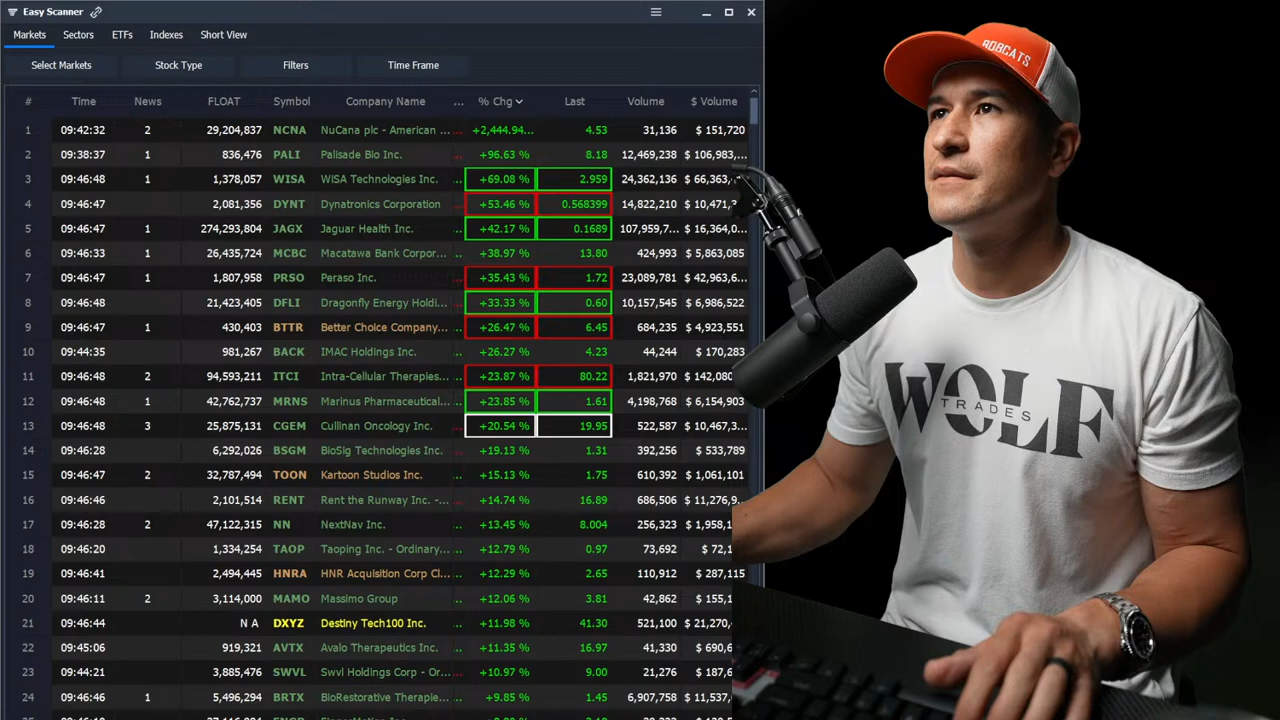 Easy Scanner
Markets Sectors ETFs Indexes Short View
Select Markets Stock Type Filters Time Frame
# Time News FLOAT Symbol Company Name ... % Chg Last Volume $ Volume
1 09:42:32 2 29,204,837 NCNA NuCana plc - American ... ... +2,444.94... 4.53 31,136 $ 151,720
2 09:38:37 1 836,476 PALI Palisade Bio Inc. ... +96.63 % 8.18 12,469,238 $ 106,983,...
3 09:46:48 1 1,378,057 WISA WISA Technologies Inc. ... +69.08 % 2.959 24,362,136 $ 66,363,...
4 09:46:47 2,081,356 DYNT Dynatronics Corporation ... +53.46 % 0.568399 14,822,210 $ 10,471,3...
5 09:46:47 1 274,293,804 JAGX Jaguar Health Inc. ... +42.17 % 0.1689 107,959,7... $ 16,364,0...
6 09:46:33 1 26,435,724 MCBC Macatawa Bank Corpor... ... +38.97 % 13.80 424,993 $ 5,863,085
7 09:46:47 1 1,807,958 PRSO Peraso Inc. ... +35.43 % 1.72 23,089,781 $ 42,963,6...
8 09:46:48 21,423,405 DFLI Dragonfly Energy Holdi... ... +33.33 % 0.60 10,157,545 $ 6,986,522
9 09:46:47 1 430,403 BTTR Better Choice Company... ... +26.47 % 6.45 684,235 $ 4,923,551
10 09:44:35 981,267 BACK IMAC Holdings Inc. ... +26.27 % 4.23 44,244 $ 170,283
11 09:46:48 2 94,593,211 ITCI Intra-Cellular Therapies... ... +23.87 % 80.22 1,821,970 $ 142,080...
12 09:46:48 1 42,762,737 MRNS Marinus Pharmaceutical... ... +23.85 % 1.61 4,198,768 $ 6,154,903
13 09:46:48 3 25,875,131 CGEM Cullinan Oncology Inc. ... +20.54 % 19.95 522,587 $ 10,467,3...
14 09:46:28 6,292,026 BSGM BioSig Technologies Inc. ... +19.13 % 1.31 392,256 $ 533,789
15 09:46:47 2 32,787,494 TOON Kartoon Studios Inc. ... +15.13 % 1.75 610,392 $ 1,061,101
16 09:46:46 2,101,514 RENT Rent the Runway Inc. -... ... +14.74 % 16.89 686,506 $ 11,276,9...
17 09:46:28 2 47,122,315 NN NextNav Inc. ... +13.45 % 8.004 256,323 $ 1,958,1
18 09:46:20 1,334,254 TAOP Taoping Inc. - Ordinary... ... +12.79 % 0.97 73,692 $ 72,1
19 09:46:41 2,494,445 HNRA HNR Acquisition Corp Cl... ... +12.29 % 2.65 110,912 $ 287,115
20 09:46:11 2 3,114,000 MAMO Massimo Group ... +12.06 % 3.81 42,862 $ 155,1
21 09:46:44 N A DXYZ Destiny Tech100 Inc. ... +11.98 % 41.30 521,100 $ 21,270,
22 09:45:06 919,321 AVTX Avalo Therapeutics Inc. ... +11.35 % 16.97 41,330 $ 690,6
23 09:44:21 3,885,476 SWVL Swvl Holdings Corp - Or... ... +10.97 % 9.00 21,276 $ 187,6
24 09:46:48 1 5,496,294 BRTX BioRestorative Therapie... ... +9.85 % 1.45 6,907,758 $ 11,537,
BOBCATS
WOLF
TRADES